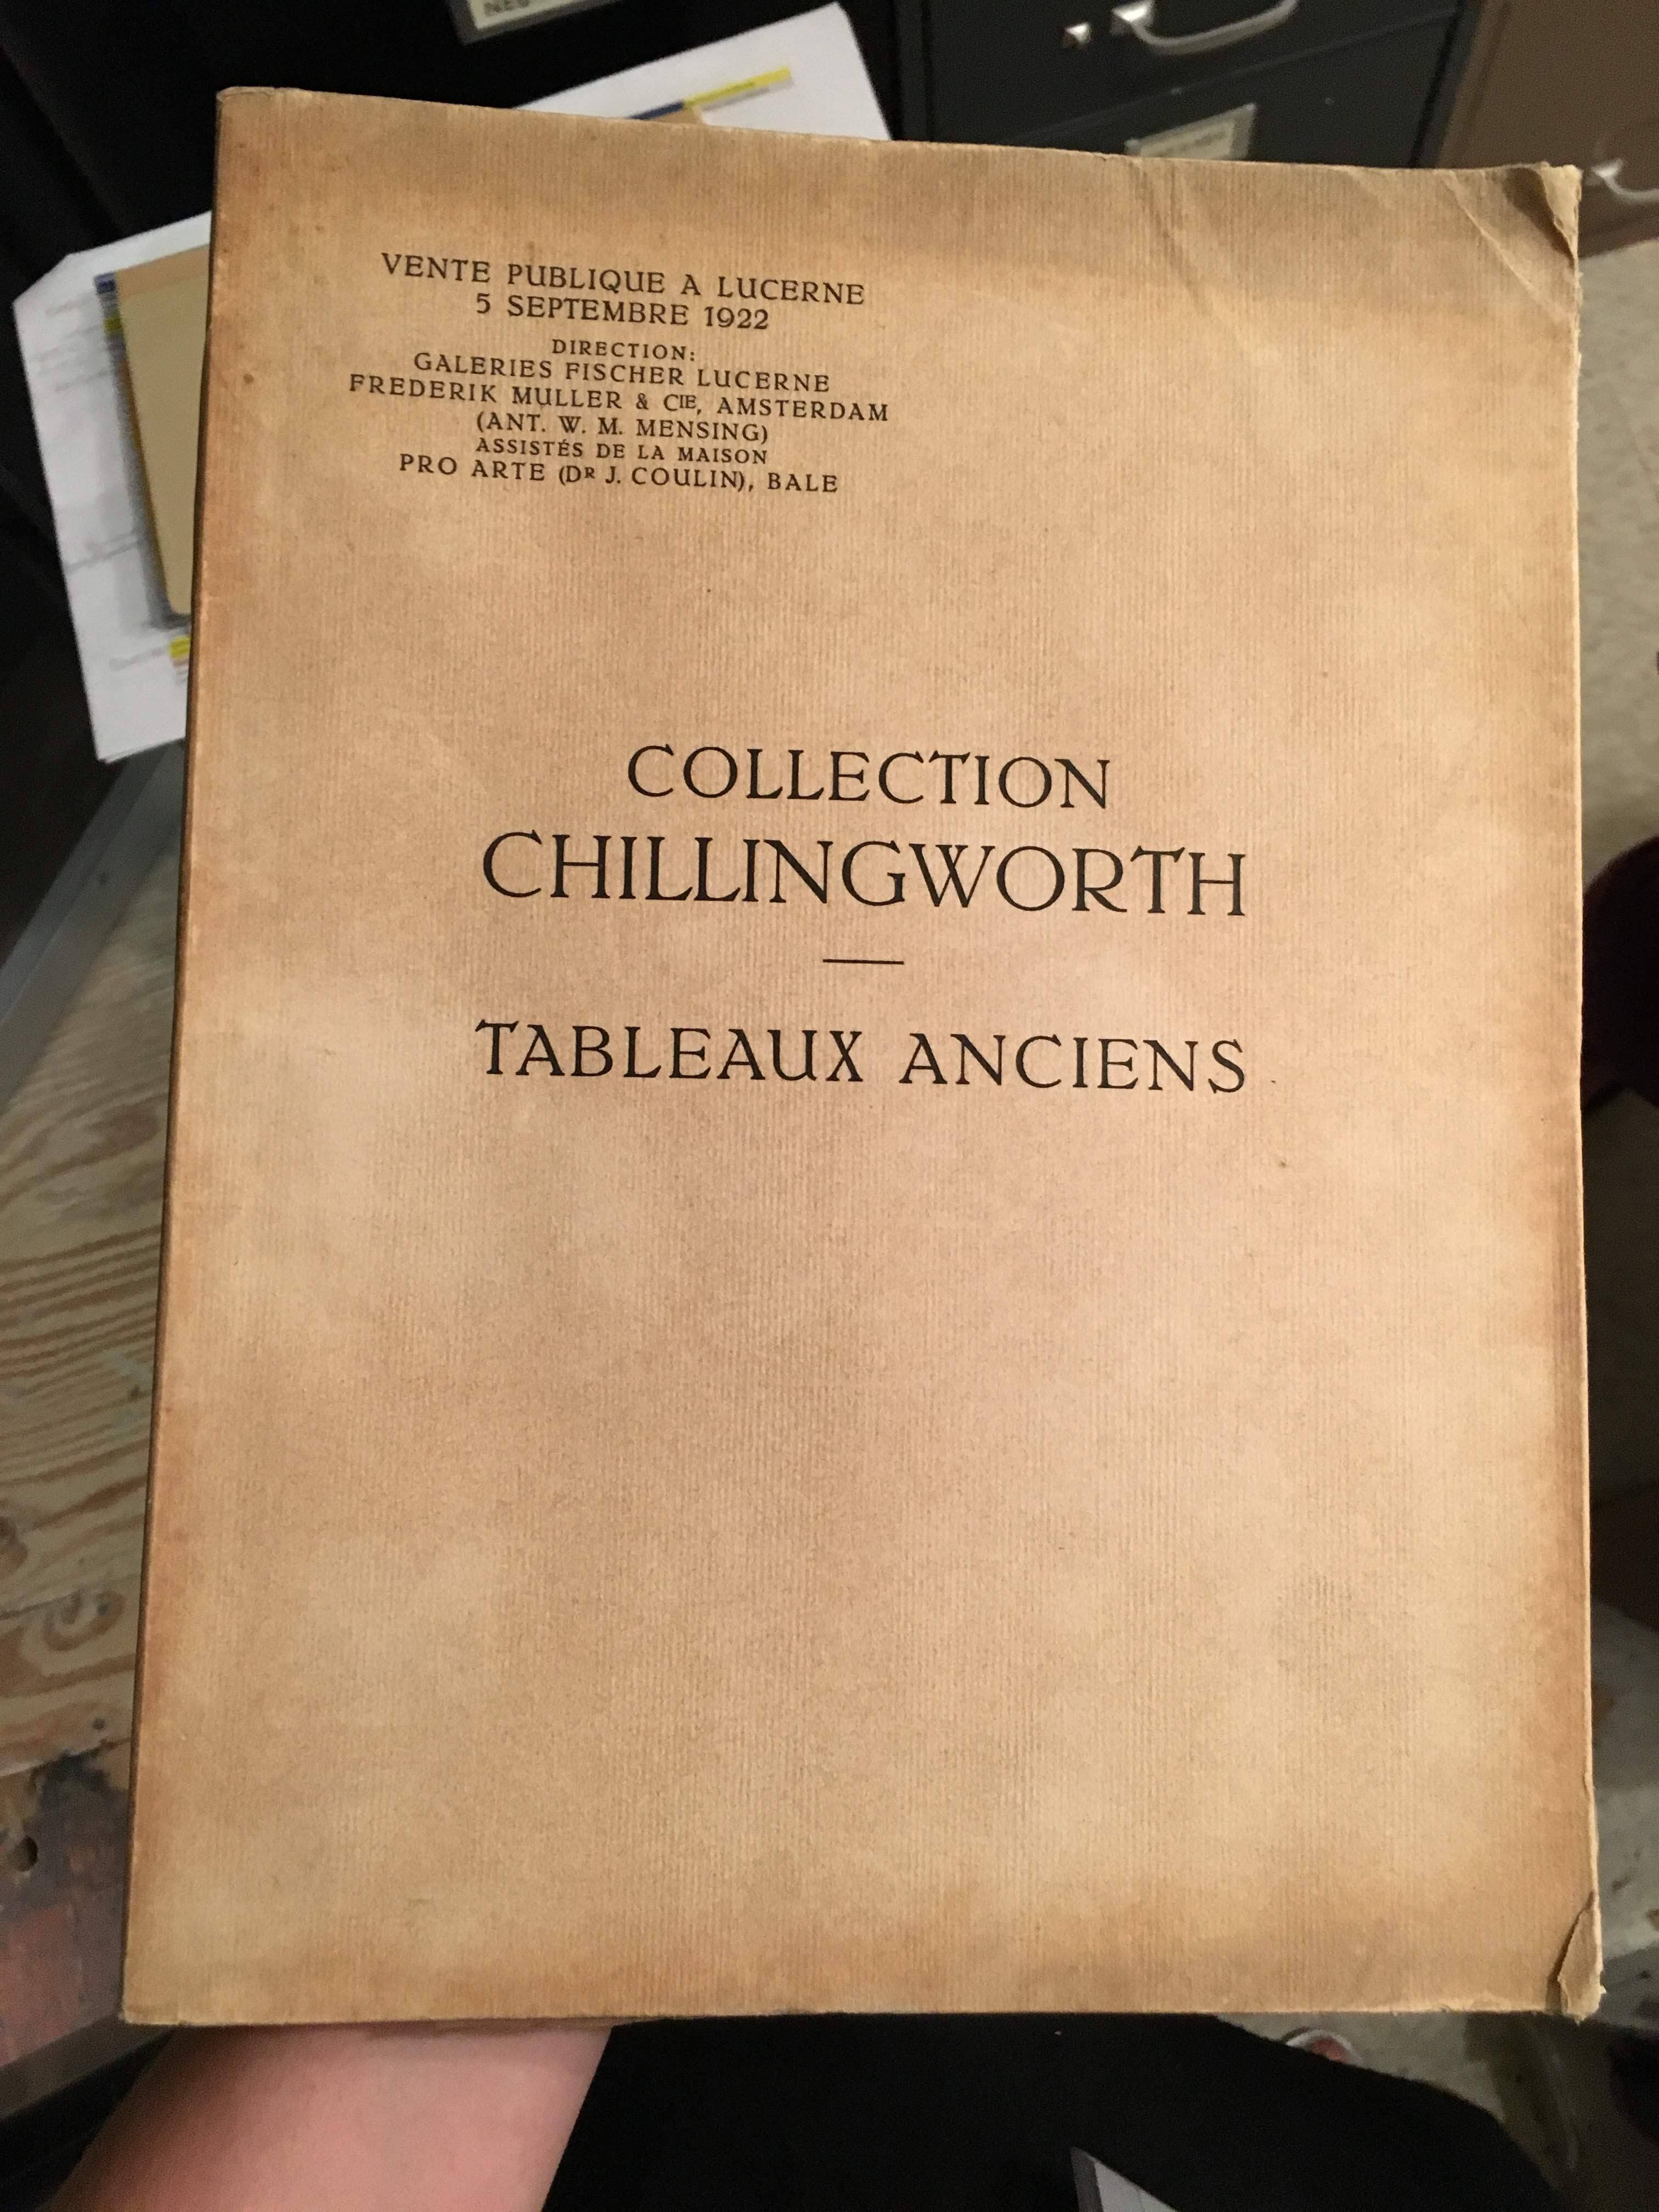 VENTE PUBLIQUE A LUCERNE
5 SEPTEMBRE 1922
DIRECTION:
GALERIES FISCHER LUCERNE
FREDERIK MULLER & CIE, AMSTERDAM
(ANT. W. M. MENSING)
ASSISTÉS DE LA MAISON
PRO ARTE (DR J. COULIN), BALE
COLLECTION
CHILLINGWORTH
TABLEAUX ANCIENS